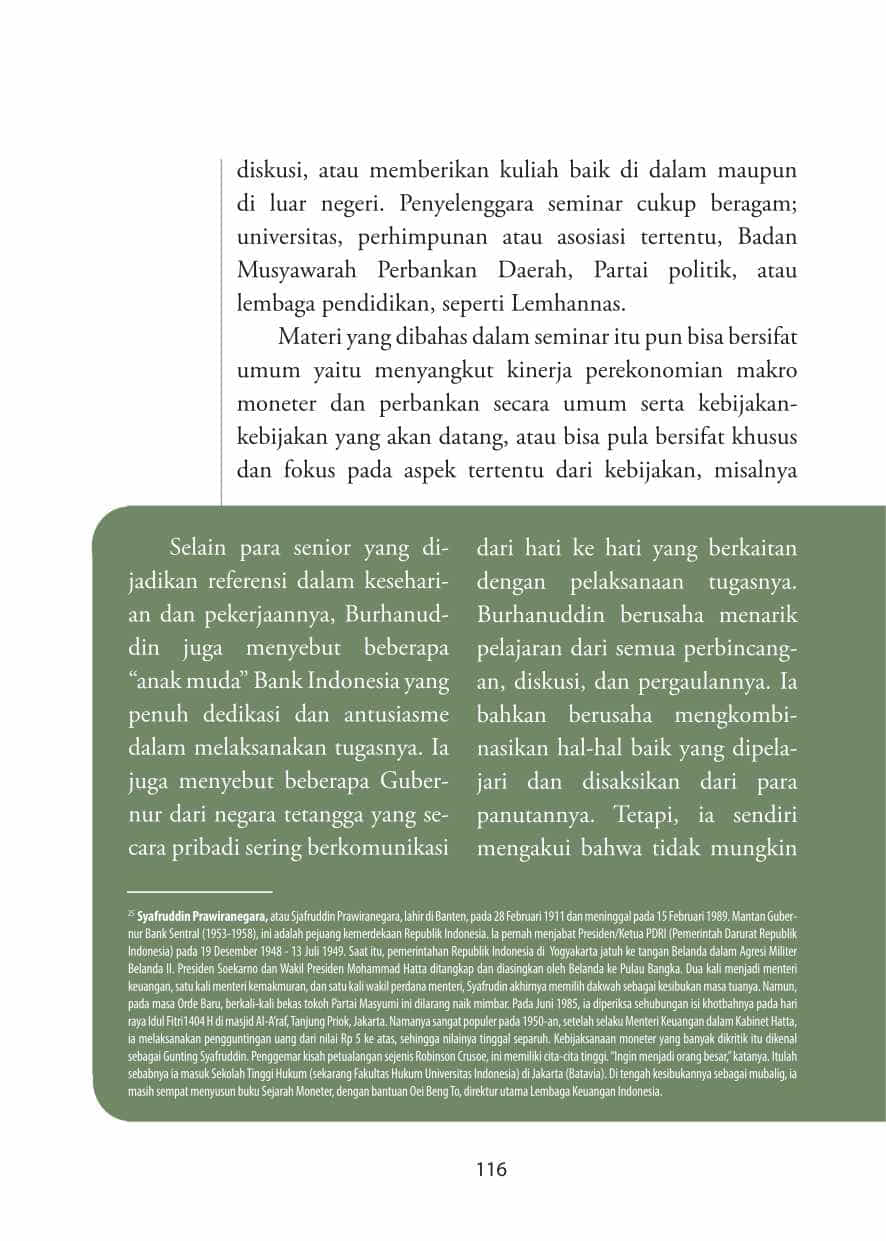 diskusi, atau memberikan kuliah baik di dalam maupun
di luar negeri. Penyelenggara seminar cukup beragam;
universitas, perhimpunan atau asosiasi tertentu, Badan
Musyawarah Perbankan Daerah, Partai politik, atau
lembaga pendidikan, seperti Lemhannas.
Materi yang dibahas dalam seminar itu pun bisa bersifat
umum yaitu menyangkut kinerja perekonomian makro
moneter dan perbankan secara umum serta kebijakan-
kebijakan yang akan datang, atau bisa pula bersifat khusus
dan fokus pada aspek tertentu dari kebijakan, misalnya
Selain para senior yang di-
jadikan referensi dalam kesehari-
an dan pekerjaannya, Burhanud-
din juga menyebut beberapa
“anak muda” Bank Indonesia yang
penuh dedikasi dan antusiasme
dalam melaksanakan tugasnya. Ia
juga menyebut beberapa Guber-
nur dari negara tetangga yang se-
cara pribadi sering berkomunikasi
dari hati ke hati yang berkaitan
dengan pelaksanaan tugasnya.
Burhanuddin berusaha menarik
pelajaran dari semua perbincang-
an, diskusi, dan pergaulannya. Ia
bahkan berusaha mengkombi-
nasikan hal-hal baik yang dipela-
jari dan disaksikan dari para
panutannya. Tetapi, ia sendiri
mengakui bahwa tidak mungkin
25 Syafruddin Prawiranegara, atau Sjafruddin Prawiranegara, lahir di Banten, pada 28 Februari 1911 dan meninggal pada 15 Februari 1989. Mantan Guber-
nur Bank Sentral (1953-1958), ini adalah pejuang kemerdekaan Republik Indonesia. Ia pernah menjabat Presiden/Ketua PDRI (Pemerintah Darurat Republik
Indonesia) pada 19 Desember 1948 - 13 Juli 1949. Saat itu, pemerintahan Republik Indonesia di Yogyakarta jatuh ke tangan Belanda dalam Agresi Militer
Belanda II. Presiden Soekarno dan Wakil Presiden Mohammad Hatta ditangkap dan diasingkan oleh Belanda ke Pulau Bangka. Dua kali menjadi menteri
keuangan, satu kali menteri kemakmuran, dan satu kali wakil perdana menteri, Syafrudin akhirnya memilih dakwah sebagai kesibukan masa tuanya. Namun,
pada masa Orde Baru, berkali-kali bekas tokoh Partai Masyumi ini dilarang naik mimbar. Pada Juni 1985, ia diperiksa sehubungan isi khotbahnya pada hari
raya Idul Fitri1404 H di masjid Al-A’raf, Tanjung Priok, Jakarta. Namanya sangat populer pada 1950-an, setelah selaku Menteri Keuangan dalam Kabinet Hatta,
ia melaksanakan pengguntingan uang dari nilai Rp 5 ke atas, sehingga nilainya tinggal separuh. Kebijaksanaan moneter yang banyak dikritik itu dikenal
sebagai Gunting Syafruddin. Penggemar kisah petualangan sejenis Robinson Crusoe, ini memiliki cita-cita tinggi. “Ingin menjadi orang besar,” katanya. Itulah
sebabnya ia masuk Sekolah Tinggi Hukum (sekarang Fakultas Hukum Universitas Indonesia) di Jakarta (Batavia). Di tengah kesibukannya sebagai mubalig, ia
masih sempat menyusun buku Sejarah Moneter, dengan bantuan Oei Beng To, direktur utama Lembaga Keuangan Indonesia.
116